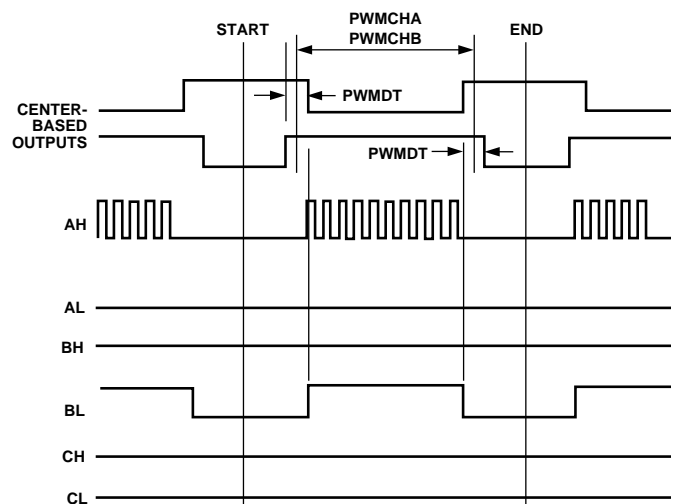 PWMCHA
START
PWMCHB
END
PWMDT
CENTER-
BASED
OUTPUTS
PWMDT
AH
AL
BH
BL
CH
CL